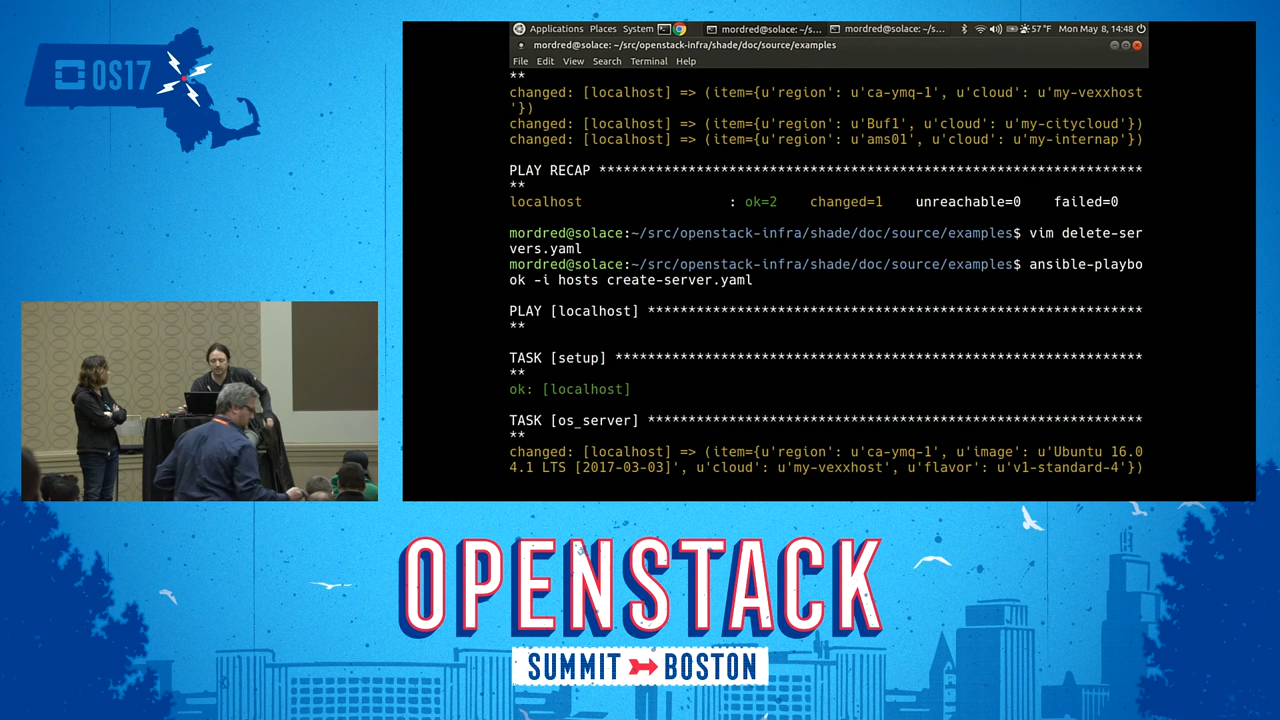 OS17
Applications Places System
mordred@solace: ~/s...
mordred@solace: ~/s...
57 °F
Mon May 8, 14:48
mordred@solace: ~/src/openstack-infra/shade/doc/source/examples
File Edit View Search Terminal Help
**
changed: [localhost] => (item={u'region': u'ca-ymq-1', u'cloud': u'my-vexxhost
'})
changed: [localhost] => (item={u'region': u'Buf1', u'cloud': u'my-citycloud'})
changed: [localhost] => (item={u'region': u'ams01', u'cloud': u'my-internap'})
PLAY RECAP *******************************************************************
**
localhost : ok=2 changed=1 unreachable=0 failed=0
mordred@solace:~/src/openstack-infra/shade/doc/source/examples$ vim delete-ser
vers.yaml
mordred@solace:~/src/openstack-infra/shade/doc/source/examples$ ansible-playbo
ok -i hosts create-server.yaml
PLAY [localhost] *************************************************************
**
TASK [setup] *****************************************************************
**
ok: [localhost]
TASK [os_server] *************************************************************
**
changed: [localhost] => (item={u'region': u'ca-ymq-1', u'image': u'Ubuntu 16.0
4.1 LTS [2017-03-03]', u'cloud': u'my-vexxhost', u'flavor': u'v1-standard-4'})
OPENSTACK
SUMMIT BOSTON